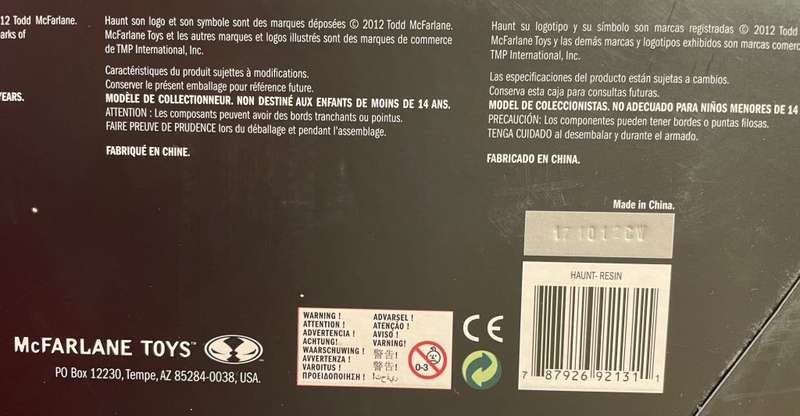 12 Todd McFarlane.
arks of
YEARS.
Haunt son logo et son symbole sont des marques déposées © 2012 Todd McFarlane.
McFarlane Toys et les autres marques et logos illustrés sont des marques de commerce
de TMP International, Inc.
Caractéristiques du produit sujettes à modifications.
Conserver le présent emballage pour référence future.
MODÈLE DE COLLECTIONNEUR. NON DESTINÉ AUX ENFANTS DE MOINS DE 14 ANS.
ATTENTION : Les composants peuvent avoir des bords tranchants ou pointus.
FAIRE PREUVE DE PRUDENCE lors du déballage et pendant l'assemblage.
FABRIQUÉ EN CHINE.
Haunt su logotipo y su símbolo son marcas registradas © 2012 Todd
McFarlane Toys y las demás marcas y logotipos exhibidos son marcas comerc
TMP International, Inc.
Las especificaciones del producto están sujetas a cambios.
Conserva esta caja para consultas futuras.
MODEL DE COLECCIONISTAS. NO ADECUADO PARA NIÑOS MENORES DE 14
PRECAUCIÓN: Los componentes pueden tener bordes o puntas filosas.
TENGA CUIDADO al desembalar y durante el armado.
FABRICADO EN CHINA.
Made in China.
171012CW
HAUNT- RESIN
7 87926 92131 1
WARNING !
ATTENTION !
ADVERTENCIA !
ACHTUNG!
WAARSCHUWING !
AVVERTENZA !
VAROITUS !
ΠΡΟΕΙΔΟΠΟΙΗΣΗ !
ADVARSEL !
ATENÇÃO !
AVISO !
VARNING!
警告!
警告!
0-3
CE
McFARLANE TOYS™
PO Box 12230, Tempe, AZ 85284-0038, USA.